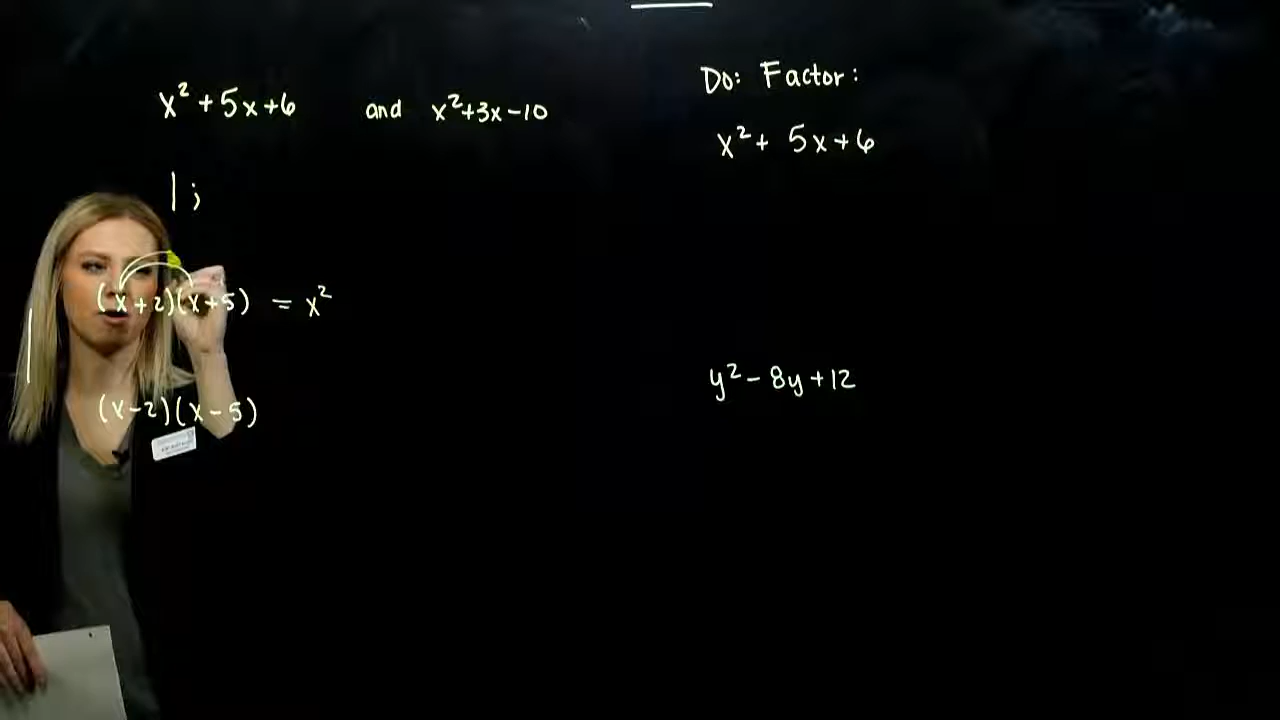 x² + 5x + 6 and x² + 3x − 10
1 ;
(x + 2)(x + 5) = x²
(x − 2)(x − 5)
Do: Factor:
x² + 5x + 6
y² − 8y + 12